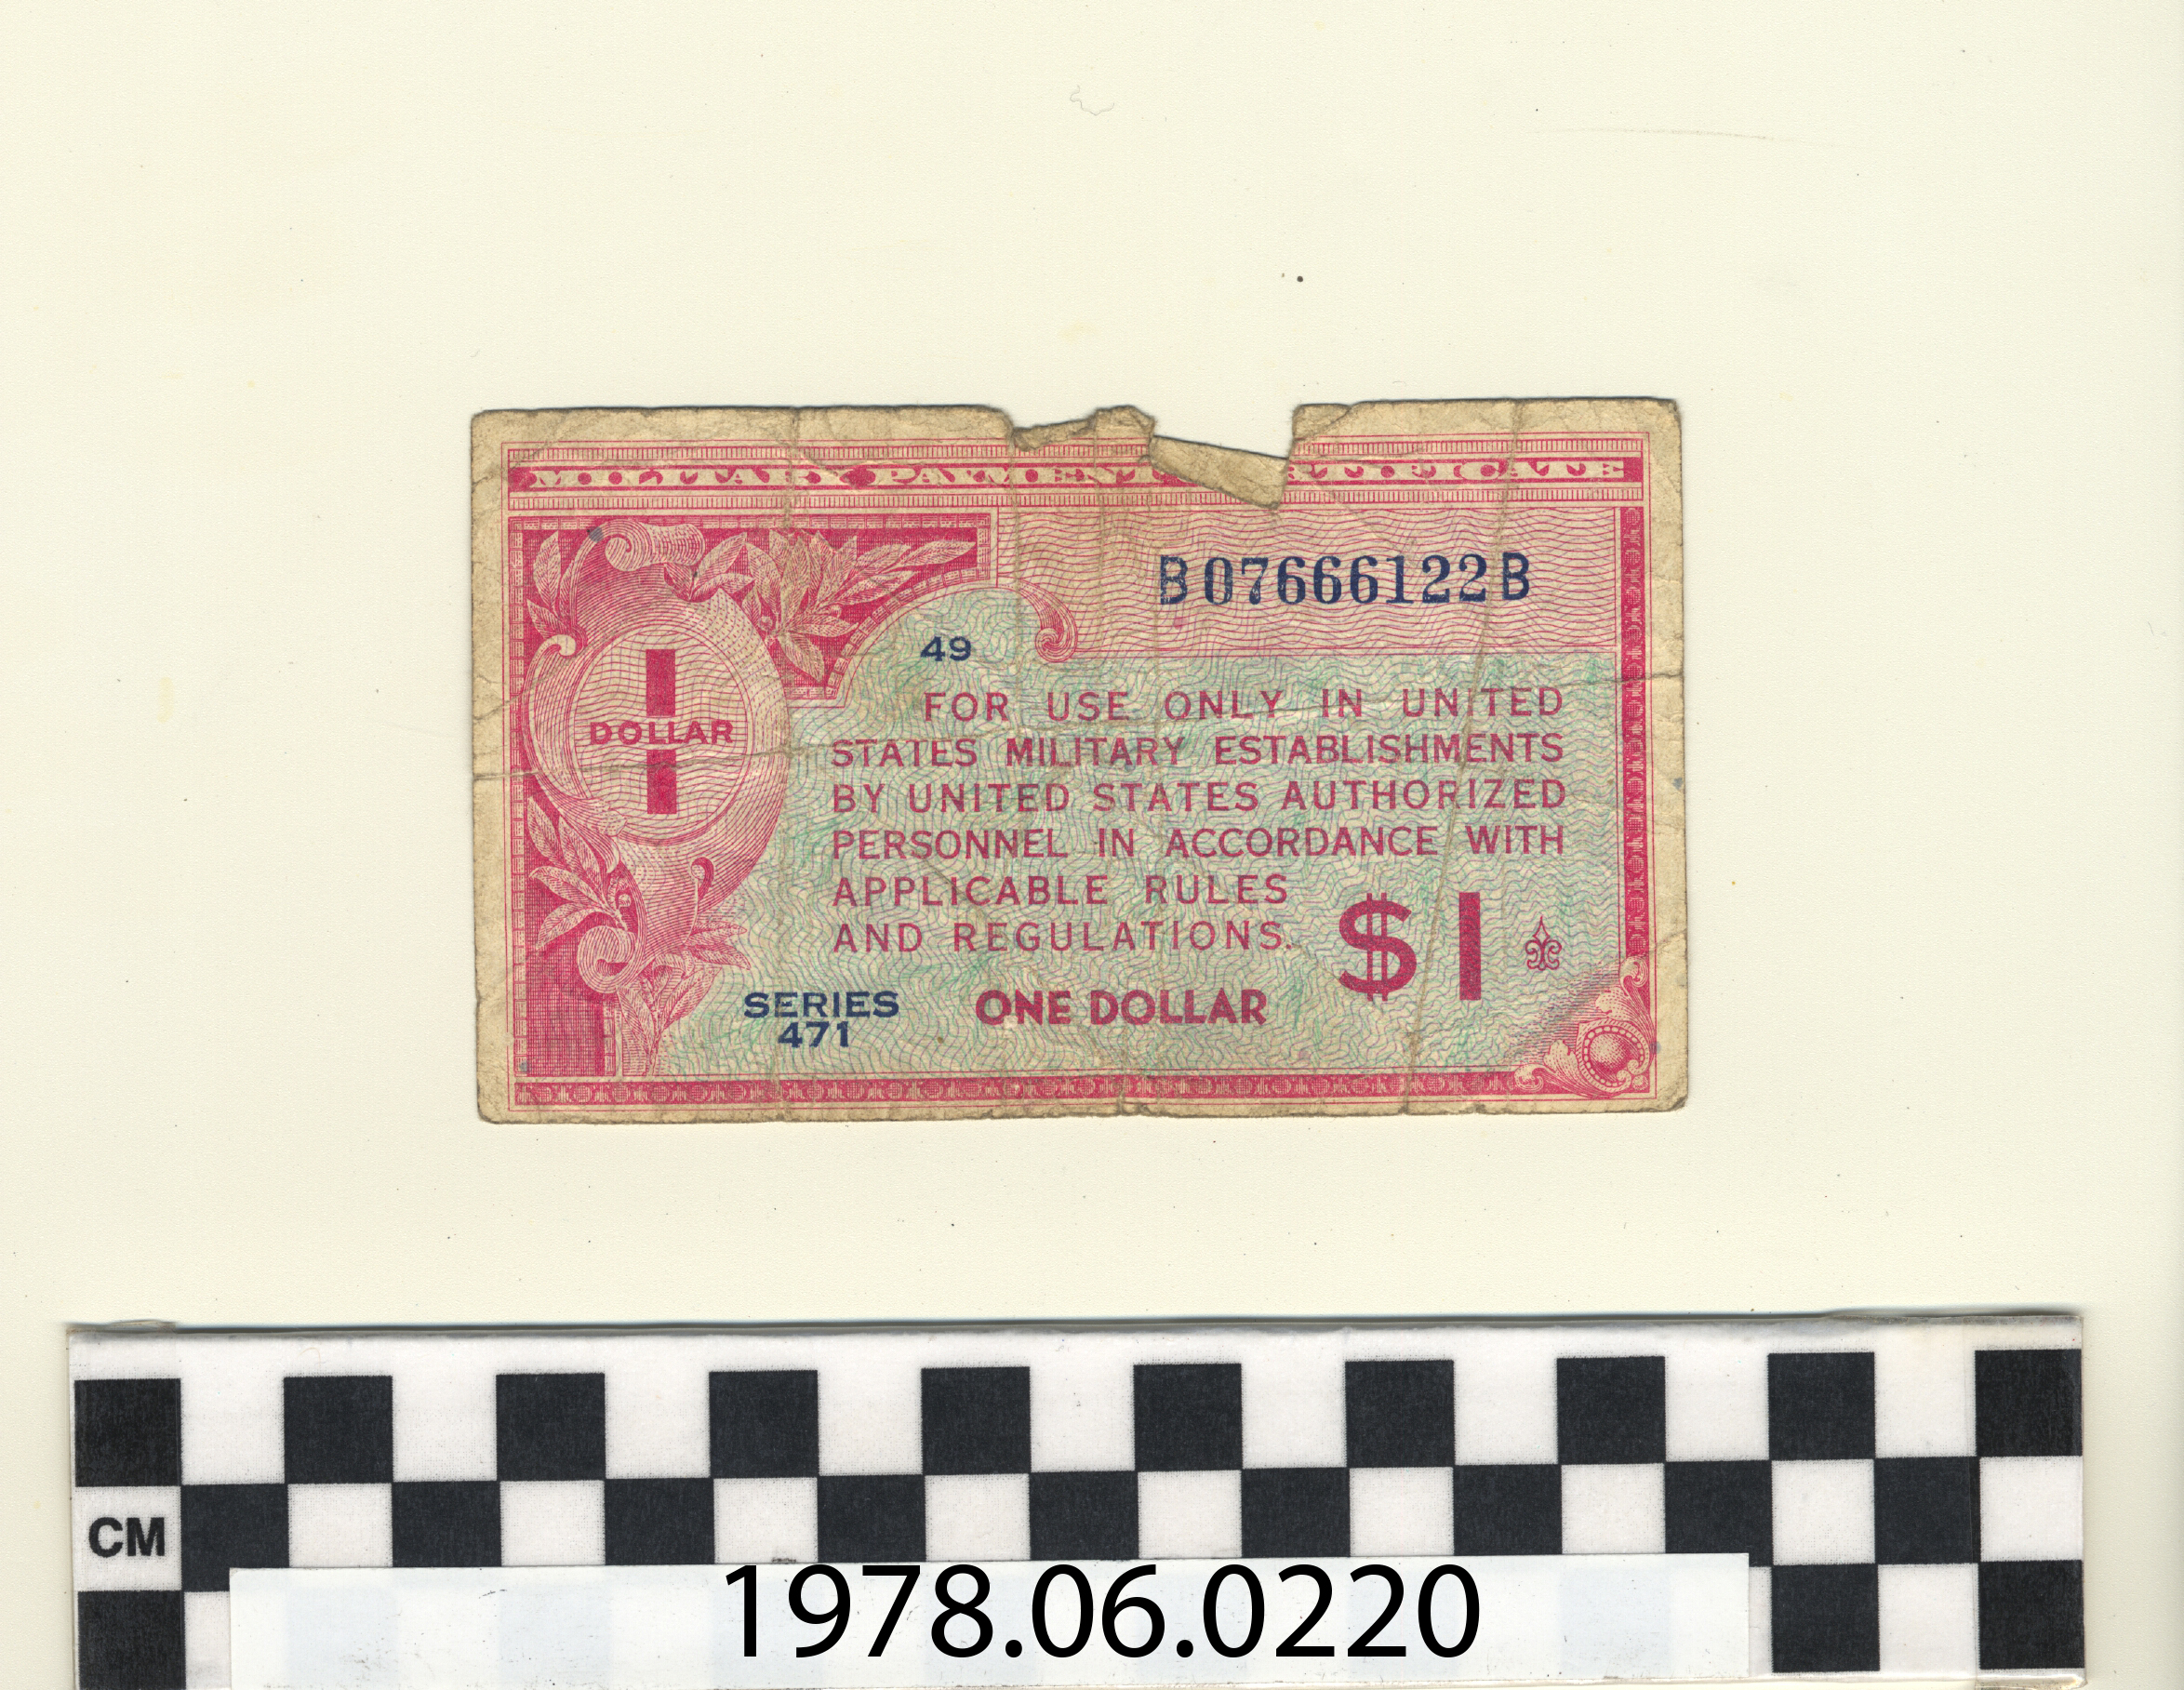 MILITARY PAYMENT RTIFICATE
B07666122B
49
1
DOLLAR
FOR USE ONLY IN UNITED
STATES MILITARY ESTABLISHMENTS
BY UNITED STATES AUTHORIZED
PERSONNEL IN ACCORDANCE WITH
APPLICABLE RULES
AND REGULATIONS.
$1
SERIES
471
ONE DOLLAR
CM
1978.06.0220